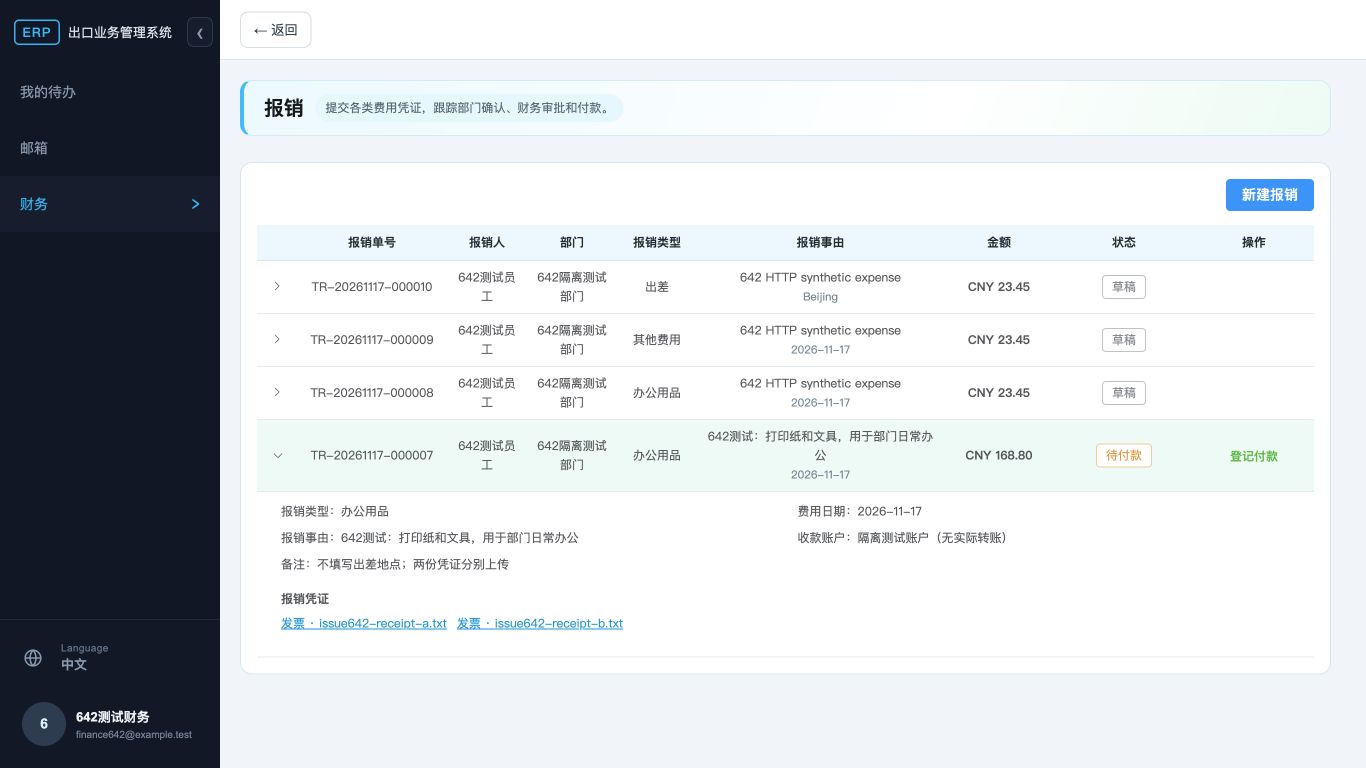 ERP 出口业务管理系统
← 返回
我的待办
邮箱
财务
报销 提交各类费用凭证，跟踪部门确认、财务审批和付款。
新建报销
报销单号 报销人 部门 报销类型 报销事由 金额 状态 操作
TR-20261117-000010 642测试员工 642隔离测试部门 出差 642 HTTP synthetic expense CNY 23.45 草稿
Beijing
TR-20261117-000009 642测试员工 642隔离测试部门 其他费用 642 HTTP synthetic expense CNY 23.45 草稿
2026-11-17
TR-20261117-000008 642测试员工 642隔离测试部门 办公用品 642 HTTP synthetic expense CNY 23.45 草稿
2026-11-17
TR-20261117-000007 642测试员工 642隔离测试部门 办公用品 642测试：打印纸和文具，用于部门日常办公 CNY 168.80 待付款 登记付款
2026-11-17
报销类型：办公用品 费用日期：2026-11-17
报销事由：642测试：打印纸和文具，用于部门日常办公 收款账户：隔离测试账户（无实际转账）
备注：不填写出差地点；两份凭证分别上传
报销凭证
发票 · issue642-receipt-a.txt 发票 · issue642-receipt-b.txt
Language
中文
6 642测试财务
finance642@example.test